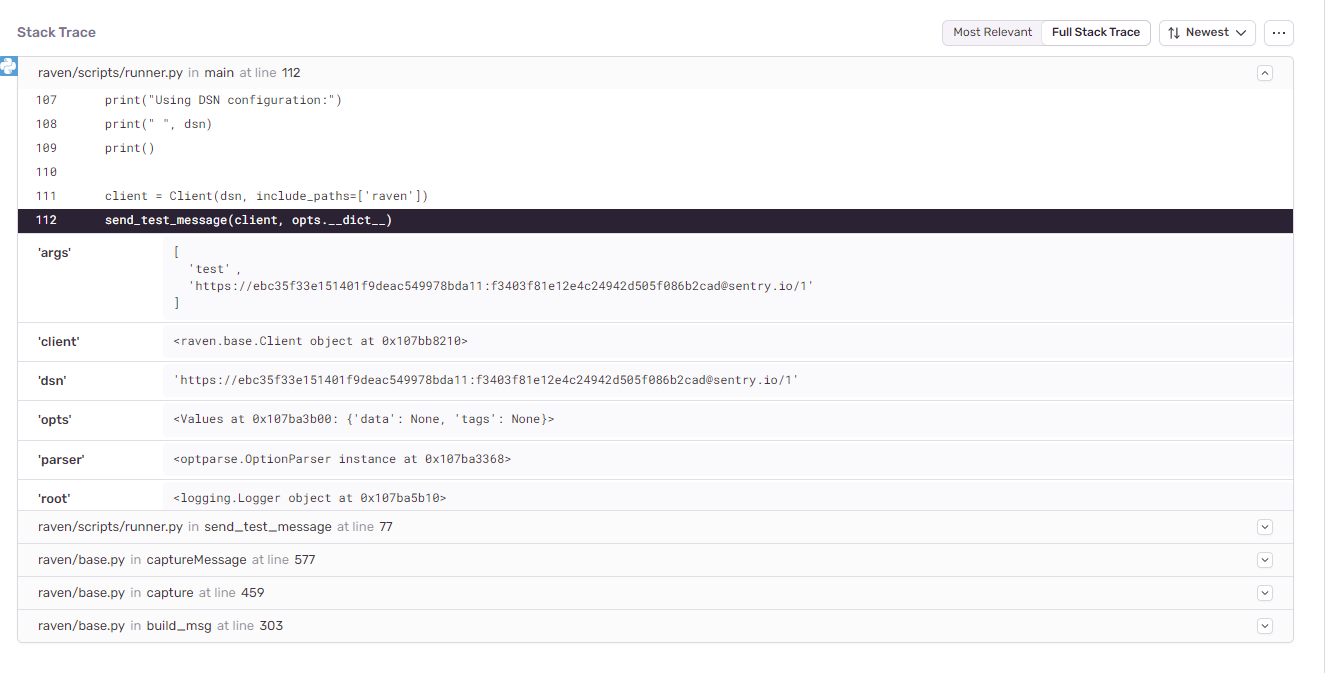 Stack Trace
Most Relevant Full Stack Trace Newest ...
raven/scripts/runner.py in main at line 112
107 print("Using DSN configuration:")
108 print(" ", dsn)
109 print()
110
111 client = Client(dsn, include_paths=['raven'])
112 send_test_message(client, opts.__dict__)
'args' [
'test' ,
'https://ebc35f33e151401f9deac549978bda11:f3403f81e12e4c24942d505f086b2cad@sentry.io/1'
]
'client' <raven.base.Client object at 0x107bb8210>
'dsn' 'https://ebc35f33e151401f9deac549978bda11:f3403f81e12e4c24942d505f086b2cad@sentry.io/1'
'opts' <Values at 0x107ba3b00: {'data': None, 'tags': None}>
'parser' <optparse.OptionParser instance at 0x107ba3368>
'root' <logging.Logger object at 0x107ba5b10>
raven/scripts/runner.py in send_test_message at line 77
raven/base.py in captureMessage at line 577
raven/base.py in capture at line 459
raven/base.py in build_msg at line 303